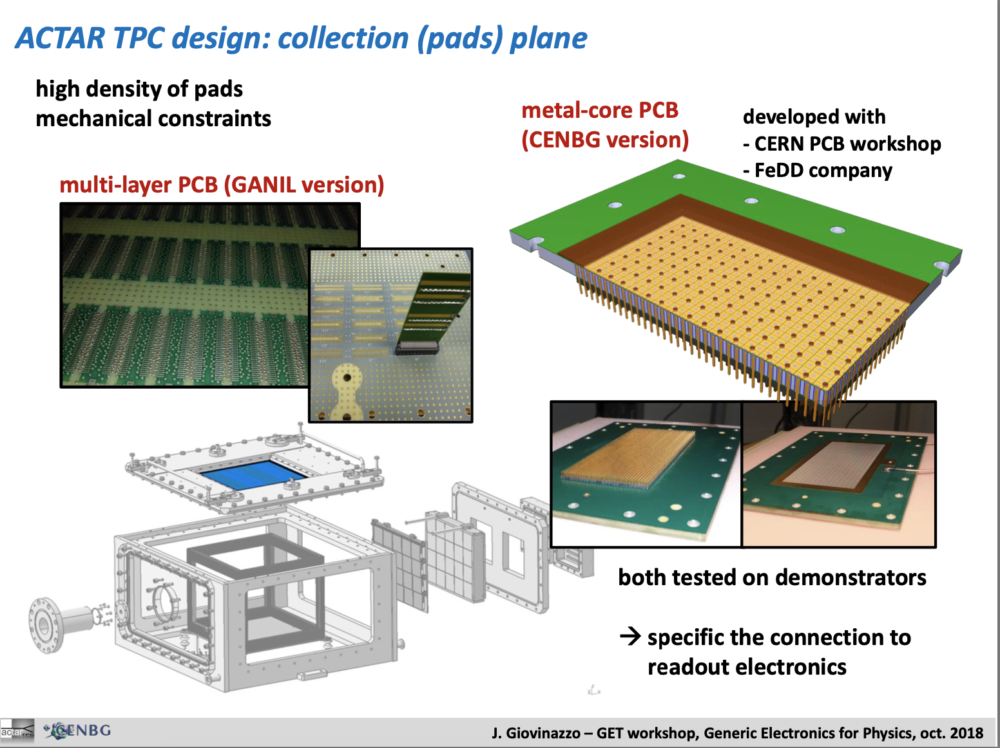 ACTAR TPC design: collection (pads) plane
high density of pads
mechanical constraints
metal-core PCB
(CENBG version)
developed with
- CERN PCB workshop
- FeDD company
multi-layer PCB (GANIL version)
both tested on demonstrators
→ specific the connection to
readout electronics
actar
CENBG
J. Giovinazzo – GET workshop, Generic Electronics for Physics, oct. 2018